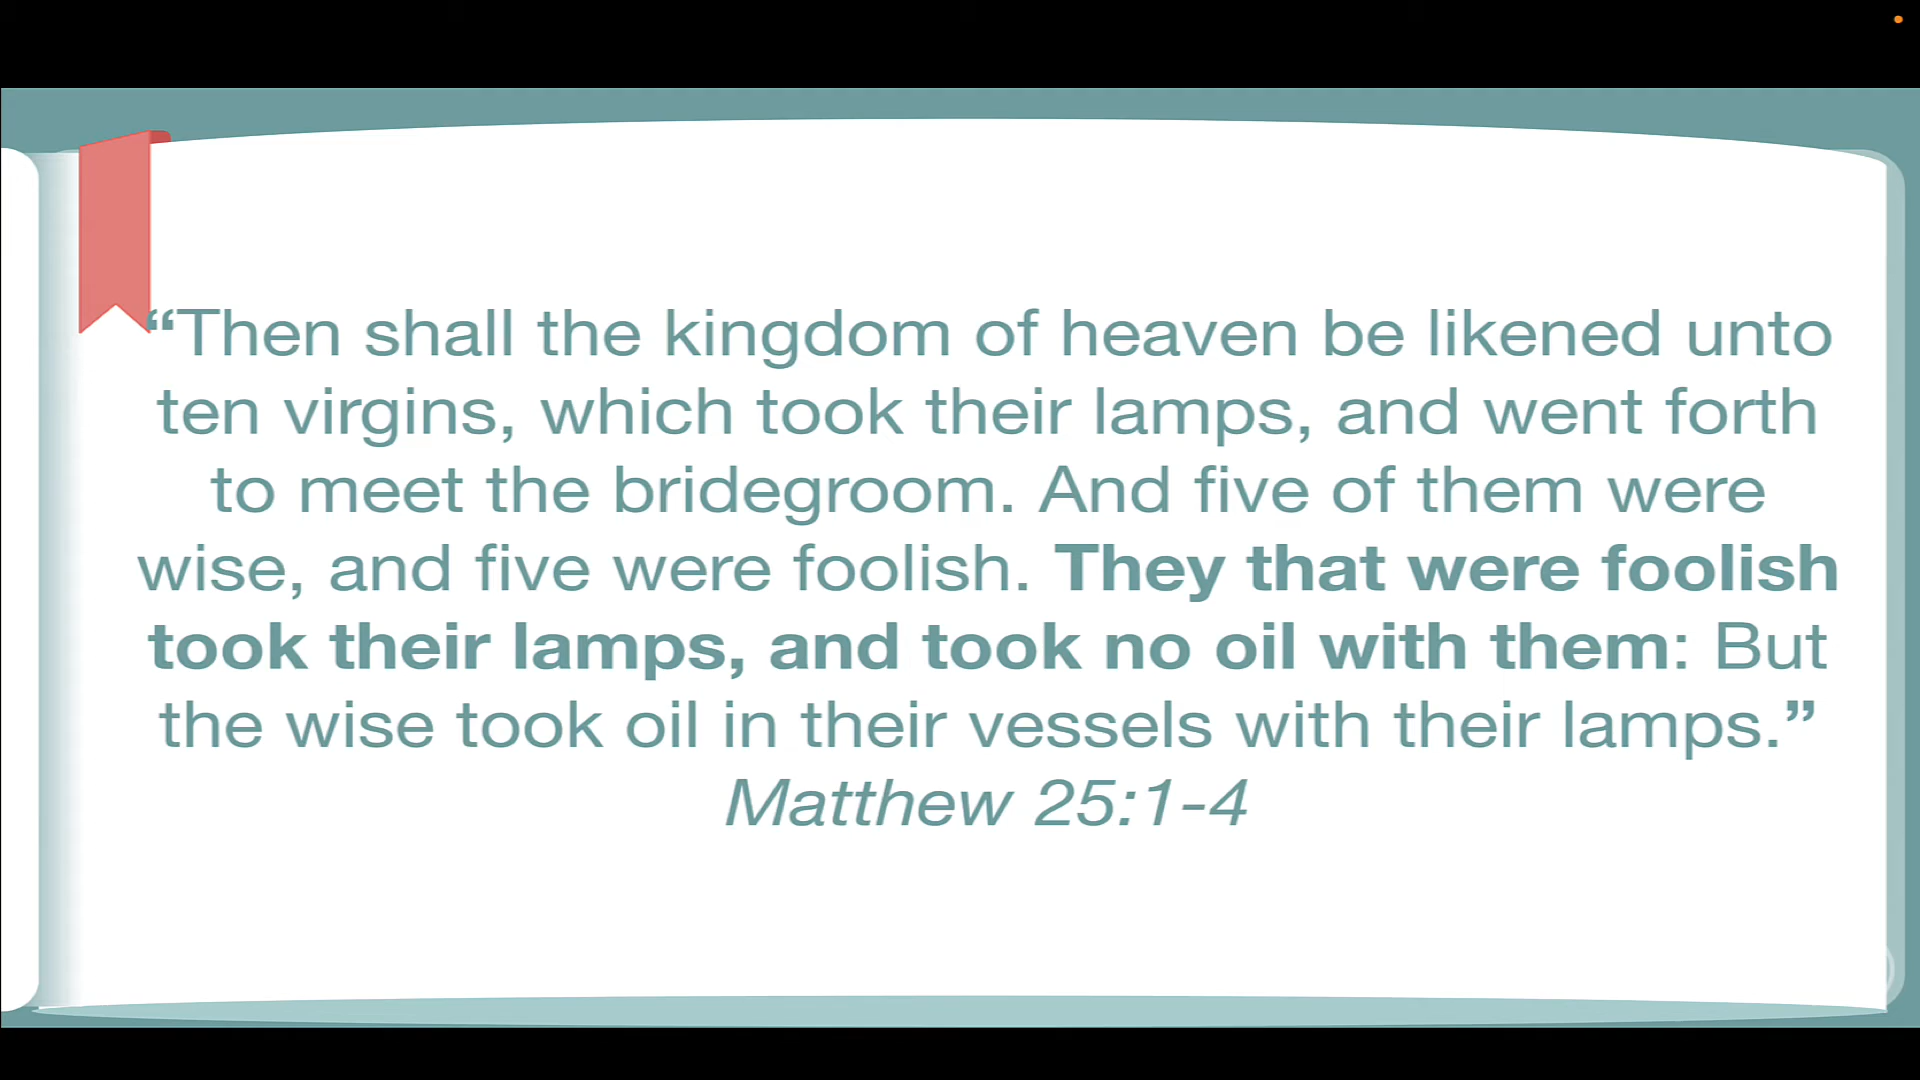 “Then shall the kingdom of heaven be likened unto
ten virgins, which took their lamps, and went forth
to meet the bridegroom. And five of them were
wise, and five were foolish. They that were foolish
took their lamps, and took no oil with them: But
the wise took oil in their vessels with their lamps.”
Matthew 25:1-4